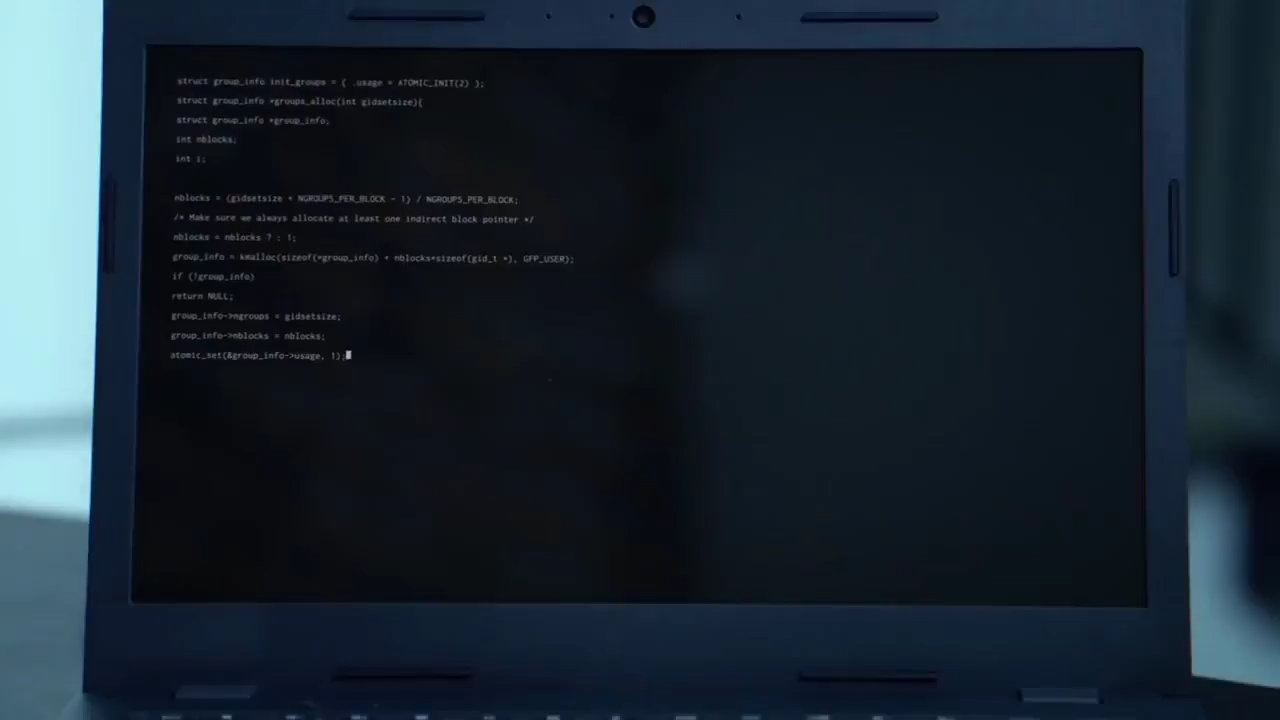 struct group_info init_groups = { .usage = ATOMIC_INIT(2) };
struct group_info *groups_alloc(int gidsetsize){
struct group_info *group_info;
int nblocks;
int i;
nblocks = (gidsetsize + NGROUPS_PER_BLOCK - 1) / NGROUPS_PER_BLOCK;
/* Make sure we always allocate at least one indirect block pointer */
nblocks = nblocks ? : 1;
group_info = kmalloc(sizeof(*group_info) + nblocks*sizeof(gid_t *), GFP_USER);
if (!group_info)
return NULL;
group_info->ngroups = gidsetsize;
group_info->nblocks = nblocks;
atomic_set(&group_info->usage, 1);